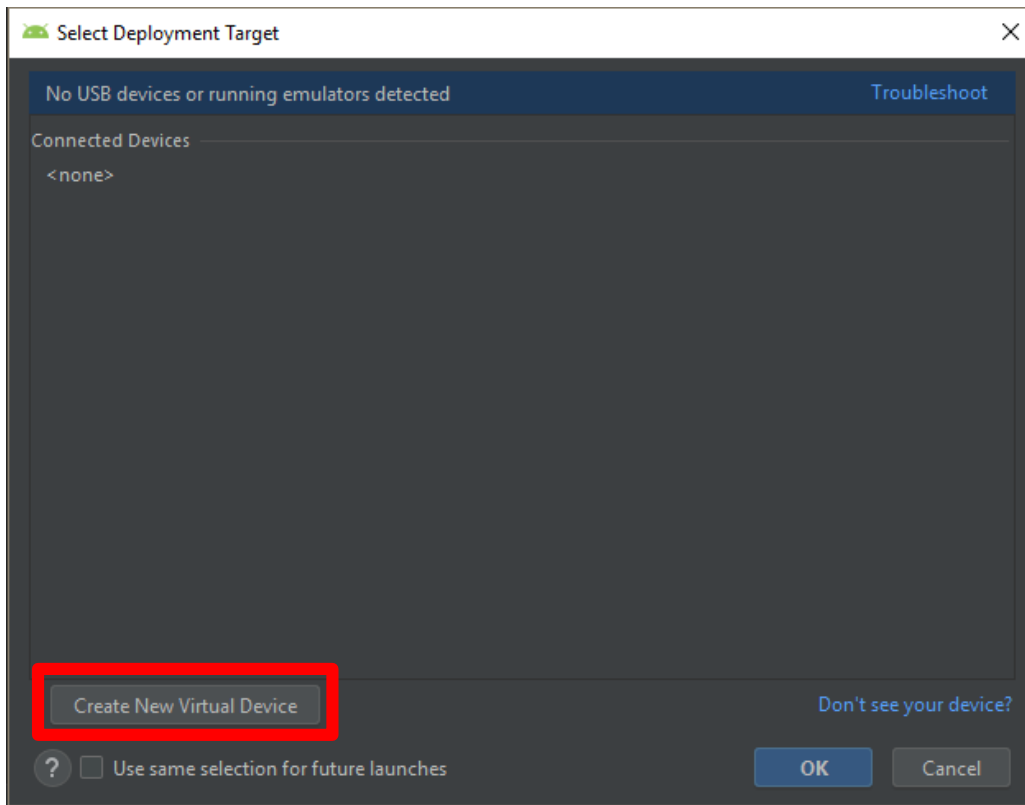 Select Deployment Target
No USB devices or running emulators detected Troubleshoot
Connected Devices
<none>
Create New Virtual Device Don't see your device?
? Use same selection for future launches OK Cancel